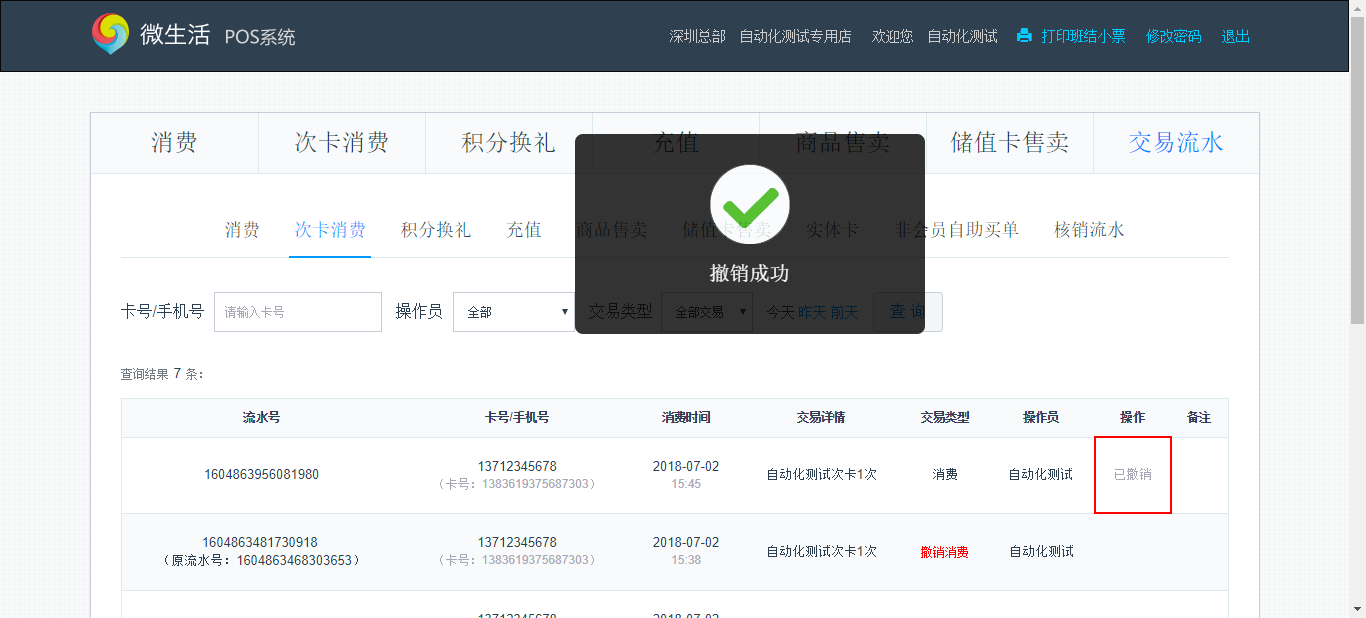 微生活 POS系统 深圳总部 自动化测试专用店 欢迎您 自动化测试 打印班结小票 修改密码 退出
消费 次卡消费 积分换礼 充值 商品售卖 储值卡售卖 交易流水
消费 次卡消费 积分换礼 充值 商品售卖 储值卡售卖 实体卡 非会员自助买单 核销流水
撤销成功
卡号/手机号 请输入卡号 操作员 全部 交易类型 全部交易 今天 昨天 前天 查 询
查询结果 7 条：
流水号 卡号/手机号 消费时间 交易详情 交易类型 操作员 操作 备注
1604863956081980 13712345678 2018-07-02 自动化测试次卡1次 消费 自动化测试 已撤销
（卡号：1383619375687303） 15:45
1604863481730918 13712345678 2018-07-02 自动化测试次卡1次 撤销消费 自动化测试
（原流水号：1604863468303653） （卡号：1383619375687303） 15:38
13712345678 2018-07-02